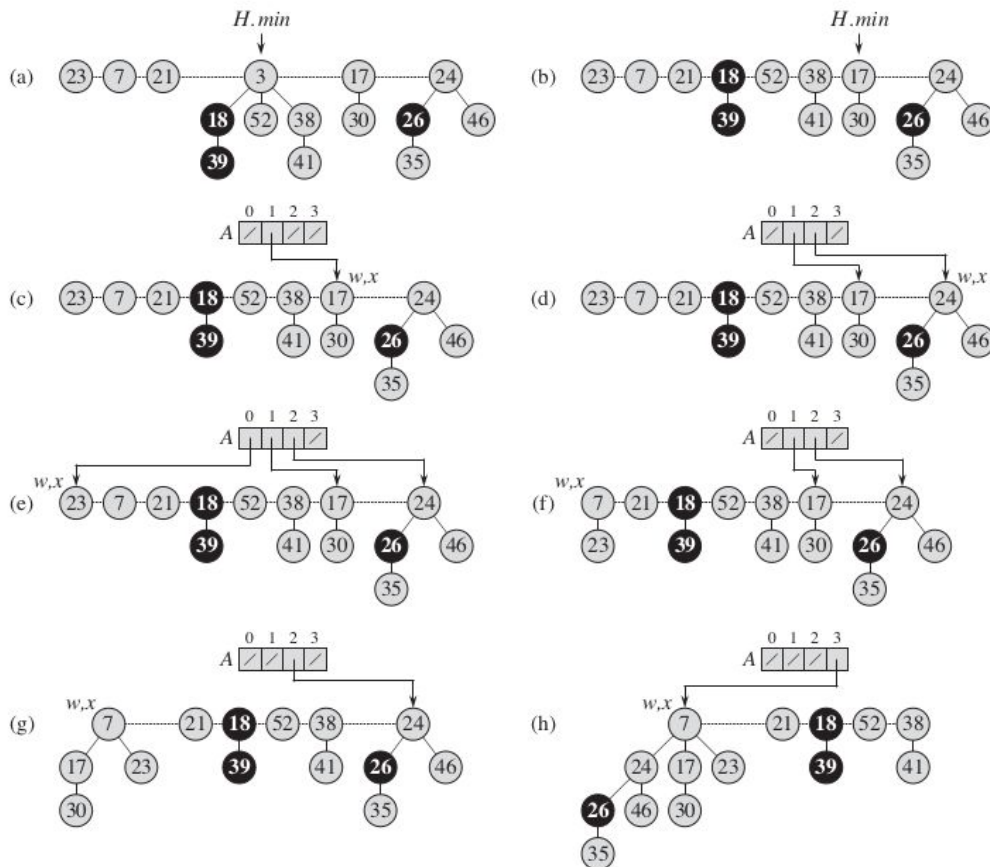 H.min H.min
(a) 23 7 21 3 17 24 (b) 23 7 21 18 52 38 17 24
18 52 38 30 26 46 39 41 30 26 46
39 41 35 35
0 1 2 3 0 1 2 3
A A
w,x w,x
(c) 23 7 21 18 52 38 17 24 (d) 23 7 21 18 52 38 17 24
39 41 30 26 46 39 41 30 26 46
35 35
0 1 2 3 0 1 2 3
A A
w,x w,x
(e) 23 7 21 18 52 38 17 24 (f) 7 21 18 52 38 17 24
39 41 30 26 46 23 39 41 30 26 46
35 35
0 1 2 3 0 1 2 3
A A
w,x w,x
(g) 7 21 18 52 38 24 (h) 7 21 18 52 38
17 23 39 41 26 46 24 17 23 39 41
30 35 26 46 30
35